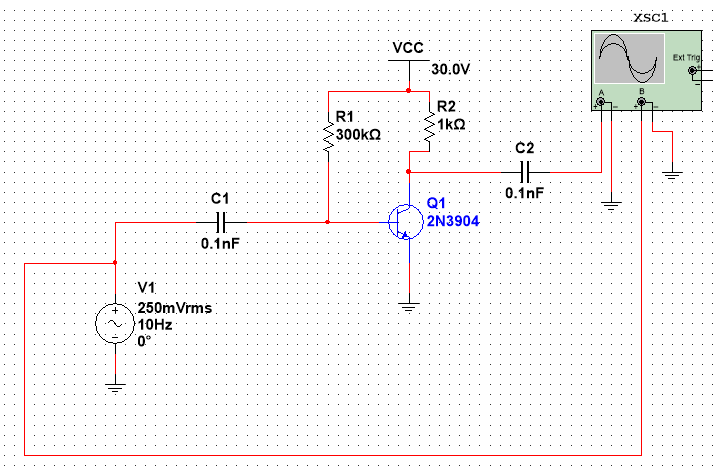 XSC1
Ext Trig
+
_
A
B
+
_
+
_
VCC
30.0V
R1
300kΩ
R2
1kΩ
C2
0.1nF
C1
0.1nF
Q1
2N3904
V1
250mVrms
10Hz
0°